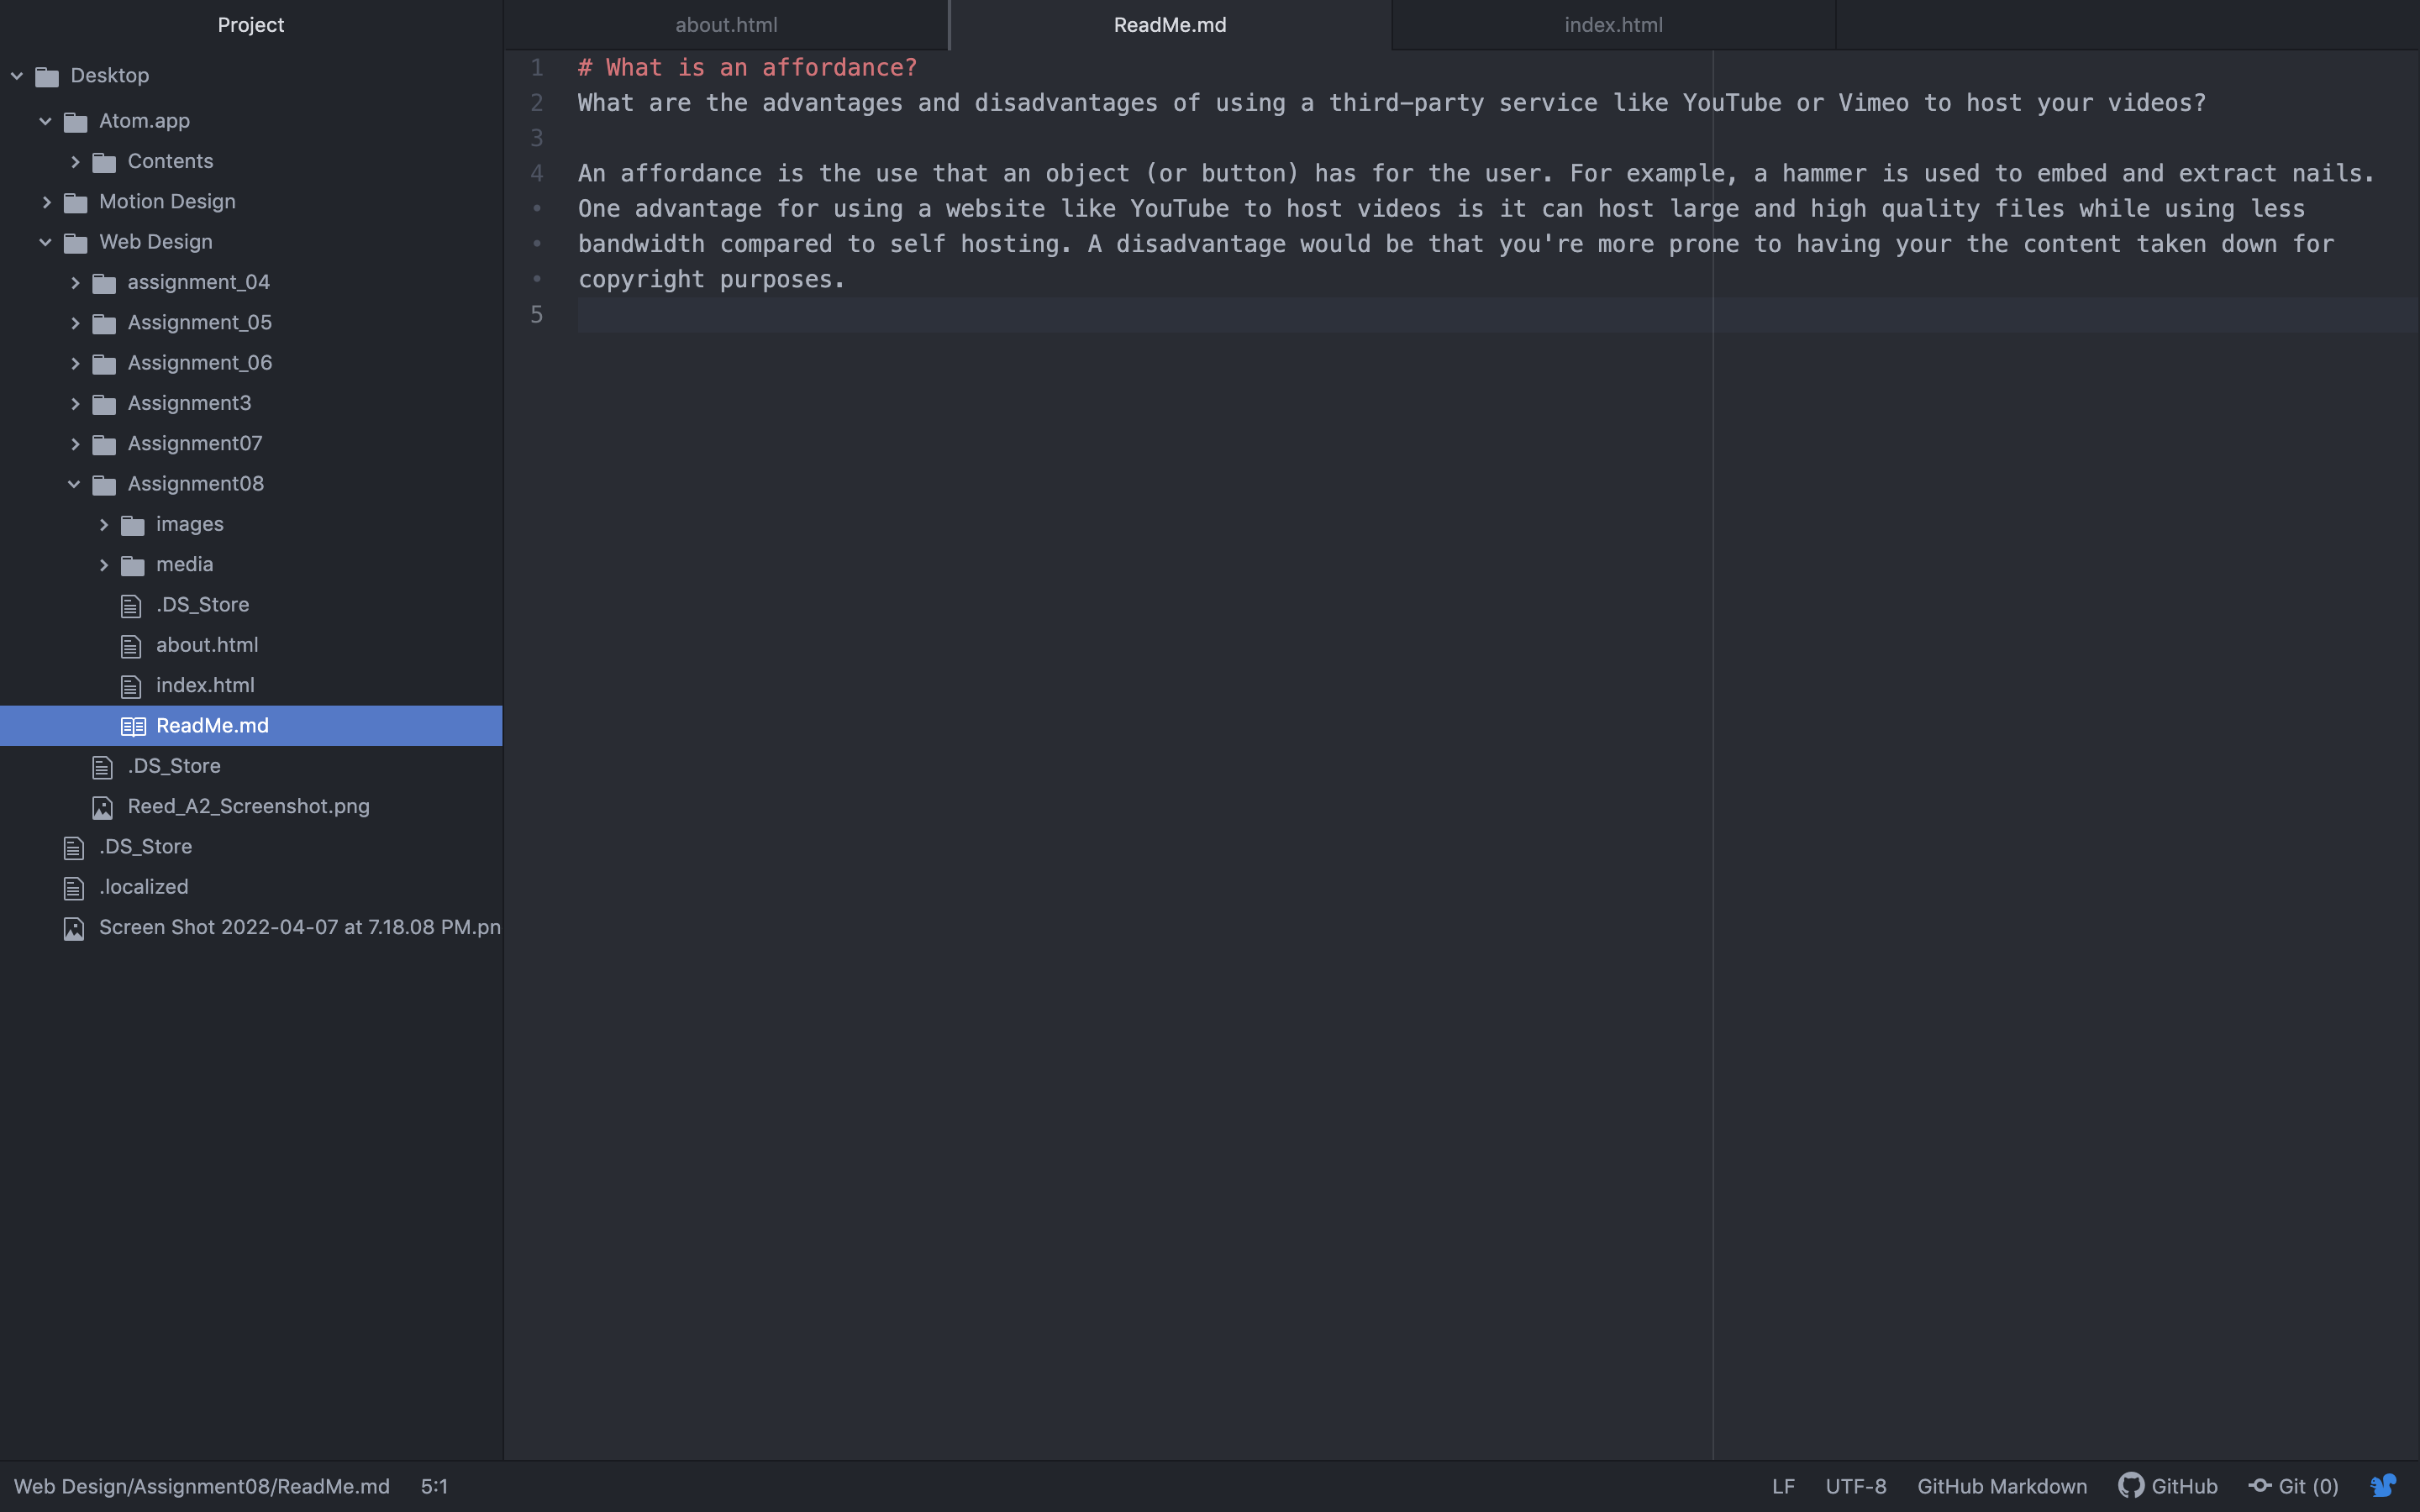 Project
Desktop
Atom.app
Contents
Motion Design
Web Design
assignment_04
Assignment_05
Assignment_06
Assignment3
Assignment07
Assignment08
images
media
.DS_Store
about.html
index.html
ReadMe.md
.DS_Store
Reed_A2_Screenshot.png
.DS_Store
.localized
Screen Shot 2022-04-07 at 7.18.08 PM.pn
about.html
ReadMe.md
index.html
1 # What is an affordance?
2 What are the advantages and disadvantages of using a third-party service like YouTube or Vimeo to host your videos?
3
4 An affordance is the use that an object (or button) has for the user. For example, a hammer is used to embed and extract nails.
• One advantage for using a website like YouTube to host videos is it can host large and high quality files while using less
• bandwidth compared to self hosting. A disadvantage would be that you're more prone to having your the content taken down for
• copyright purposes.
5
Web Design/Assignment08/ReadMe.md 5:1
LF UTF-8 GitHub Markdown GitHub Git (0)